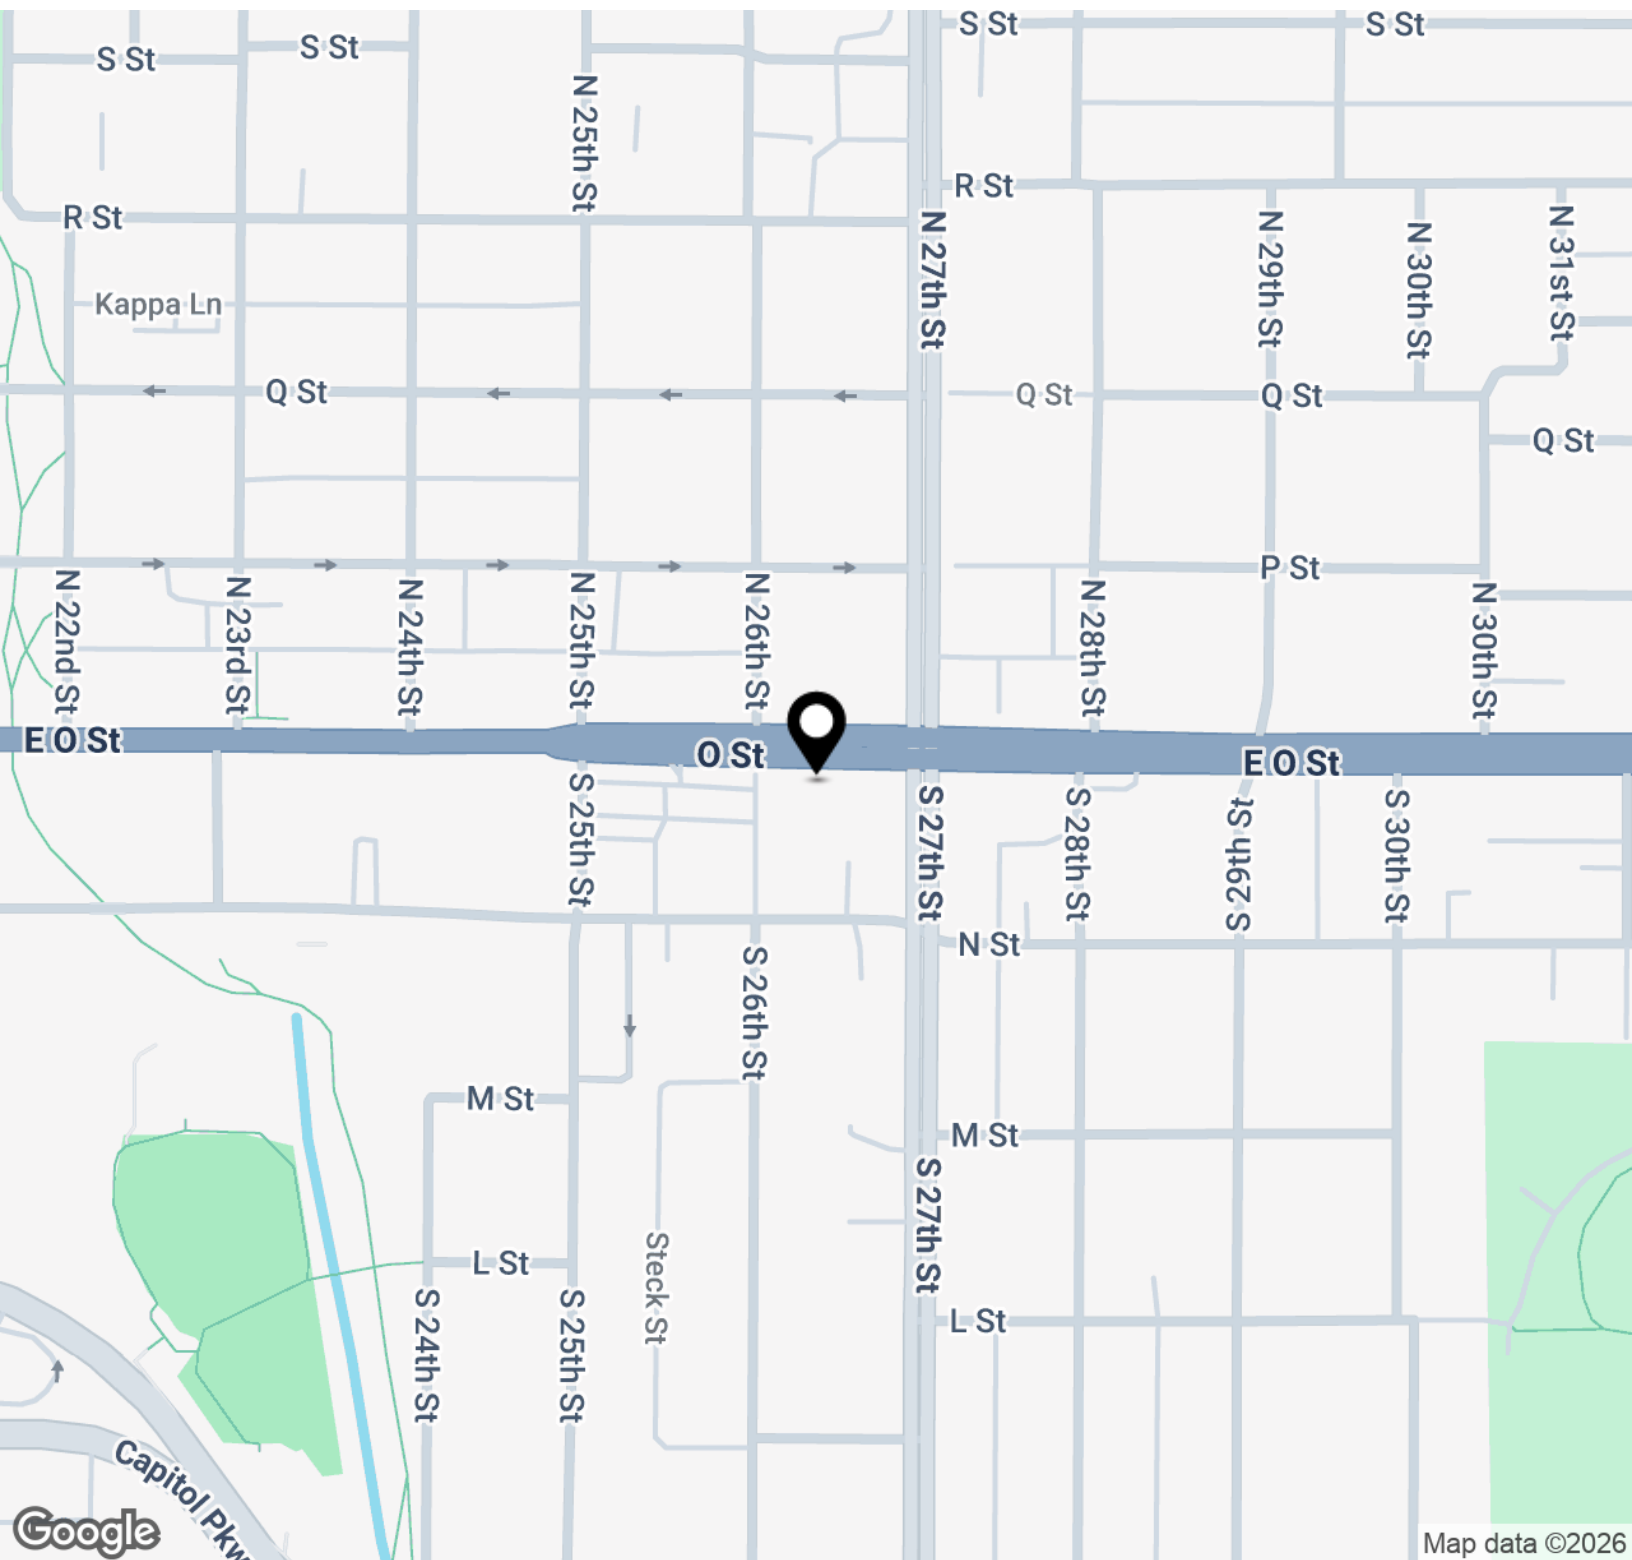 S St
S St
S St
S St
N 25th St
R St
R St
N 27th St
N 29th St
N 30th St
N 31st St
Kappa Ln
Q St
Q St
Q St
Q St
P St
N 22nd St
N 23rd St
N 24th St
N 25th St
N 26th St
N 28th St
N 30th St
E O St
O St
E O St
S 25th St
S 27th St
S 28th St
S 29th St
S 30th St
N St
S 26th St
M St
M St
S 27th St
L St
Steck St
L St
S 24th St
S 25th St
Capitol Pkw
Google
Map data ©2026